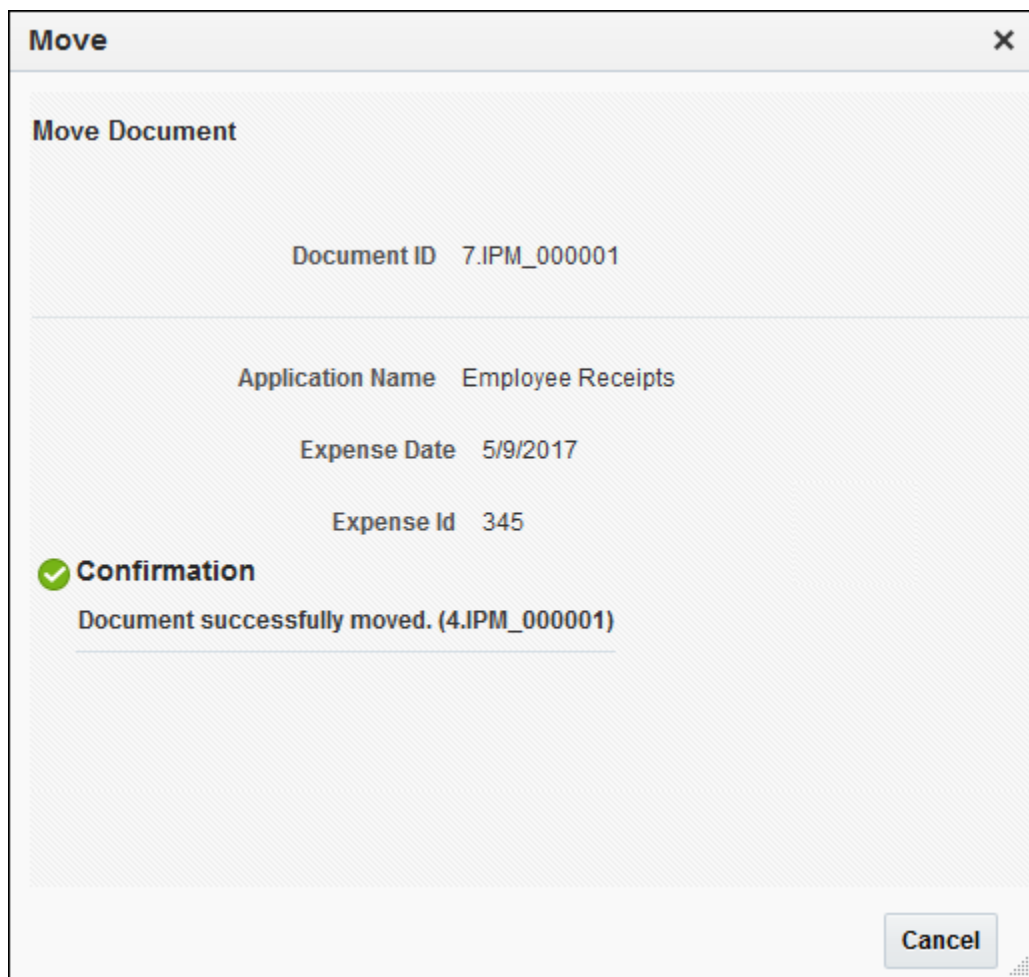 Move
Move Document
Document ID 7.IPM_000001
Application Name Employee Receipts
Expense Date 5/9/2017
Expense Id 345
Confirmation
Document successfully moved. (4.IPM_000001)
Cancel